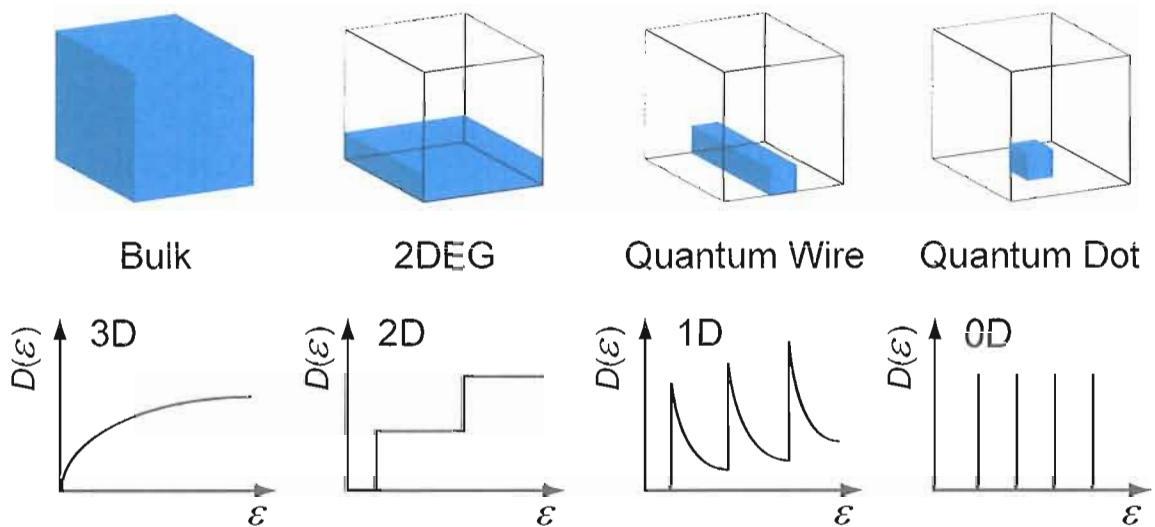 Bulk
2DEG
Quantum Wire
Quantum Dot
D(ε)
3D
ε
D(ε)
2D
ε
D(ε)
1D
ε
D(ε)
0D
ε